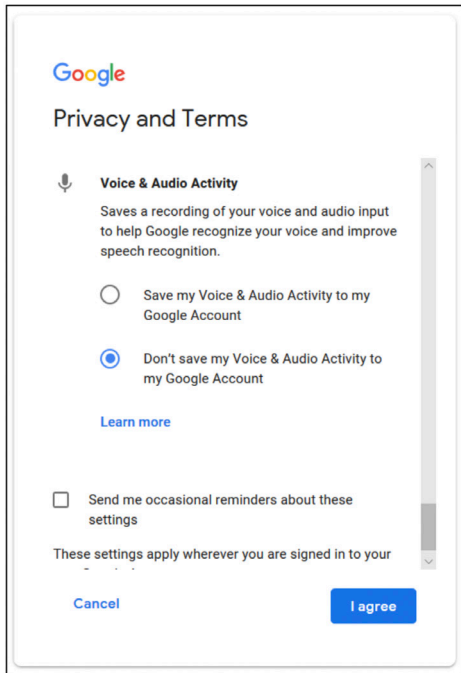 Google
Privacy and Terms
Voice & Audio Activity
Saves a recording of your voice and audio input
to help Google recognize your voice and improve
speech recognition.
Save my Voice & Audio Activity to my
Google Account
Don't save my Voice & Audio Activity to
my Google Account
Learn more
Send me occasional reminders about these
settings
These settings apply wherever you are signed in to your
Cancel
I agree